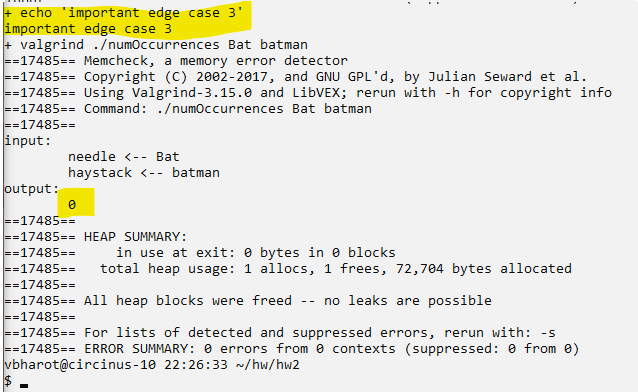 + echo 'important edge case 3'
important edge case 3
+ valgrind ./numOccurrences Bat batman
==17485== Memcheck, a memory error detector
==17485== Copyright (C) 2002-2017, and GNU GPL'd, by Julian Seward et al.
==17485== Using Valgrind-3.15.0 and LibVEX; rerun with -h for copyright info
==17485== Command: ./numOccurrences Bat batman
==17485==
input:
        needle <-- Bat
        haystack <-- batman
output:
        0
==17485==
==17485== HEAP SUMMARY:
==17485==     in use at exit: 0 bytes in 0 blocks
==17485==   total heap usage: 1 allocs, 1 frees, 72,704 bytes allocated
==17485==
==17485== All heap blocks were freed -- no leaks are possible
==17485==
==17485== For lists of detected and suppressed errors, rerun with: -s
==17485== ERROR SUMMARY: 0 errors from 0 contexts (suppressed: 0 from 0)
vbharot@circinus-10 22:26:33 ~/hw/hw2
$